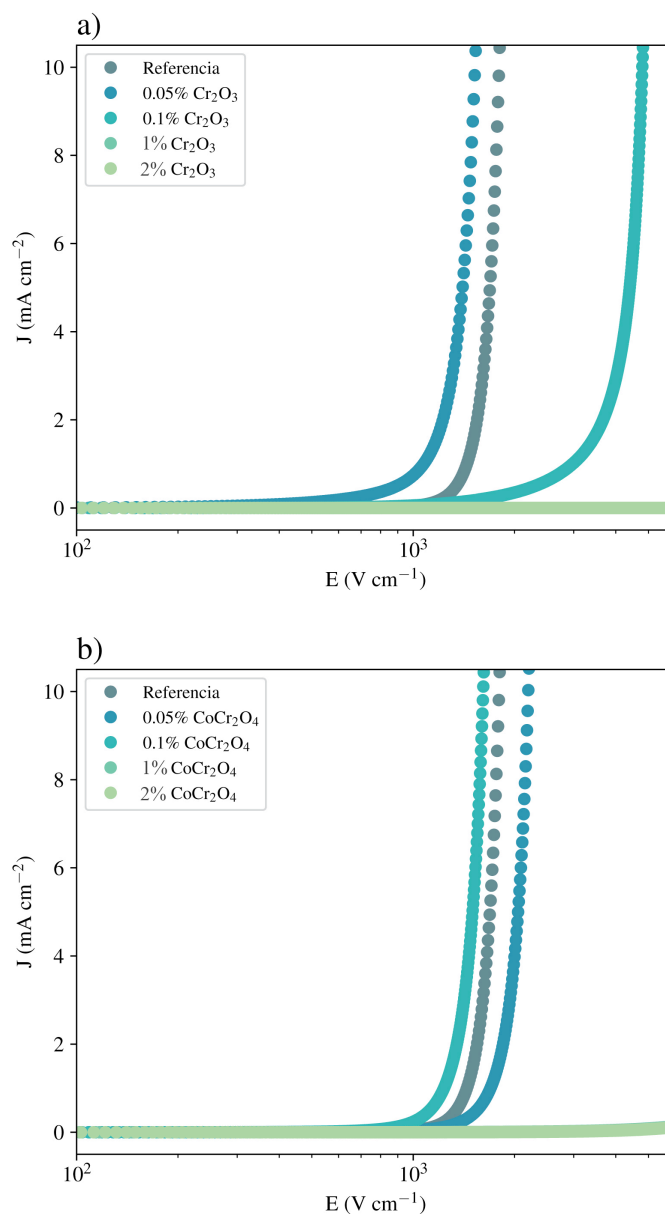 a)
10
8
6
4
2
0
J (mA cm⁻²)
Referencia
0.05% Cr₂O₃
0.1% Cr₂O₃
1% Cr₂O₃
2% Cr₂O₃
10²
10³
E (V cm⁻¹)
b)
10
8
6
4
2
0
J (mA cm⁻²)
Referencia
0.05% CoCr₂O₄
0.1% CoCr₂O₄
1% CoCr₂O₄
2% CoCr₂O₄
10²
10³
E (V cm⁻¹)